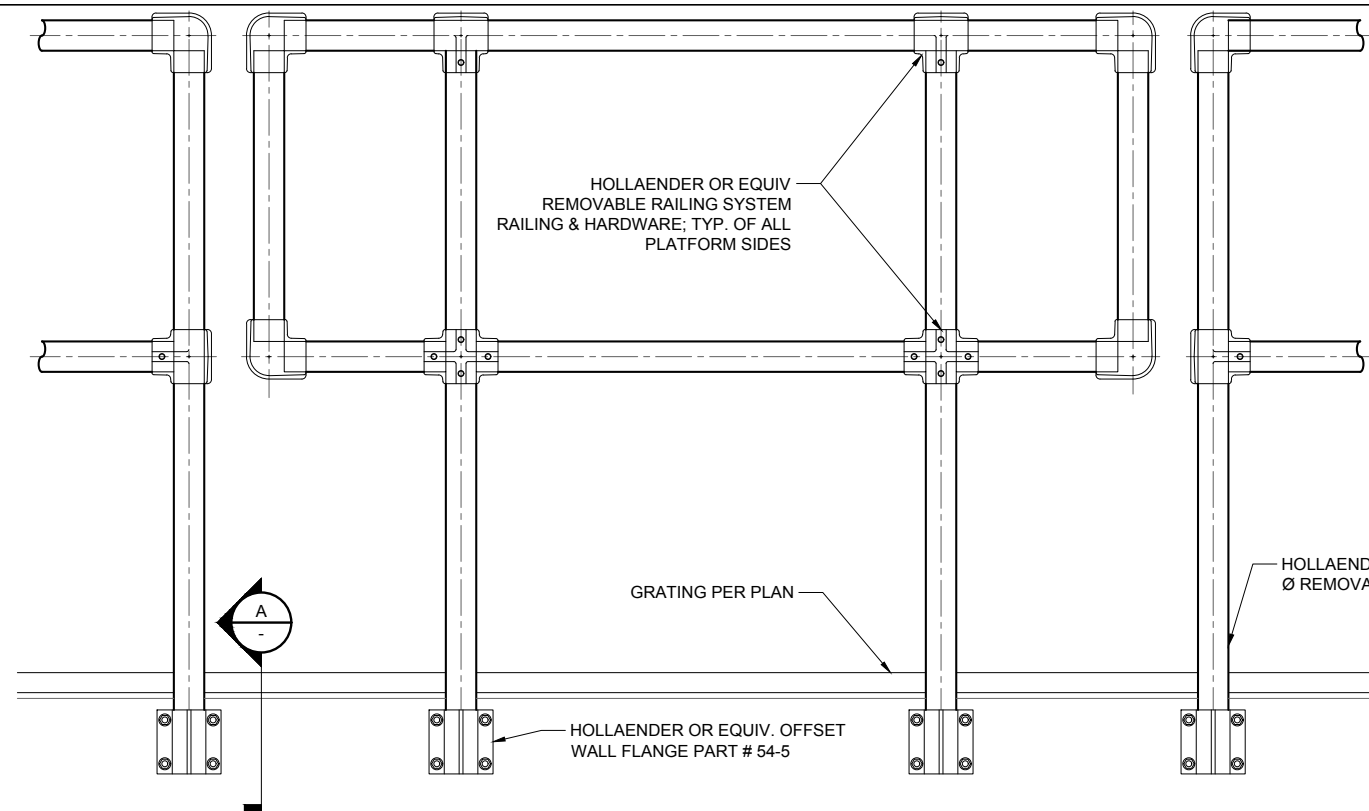 HOLLAENDER OR EQUIV
REMOVABLE RAILING SYSTEM
RAILING & HARDWARE; TYP. OF ALL
PLATFORM SIDES
HOLLAEND
Ø REMOVA
GRATING PER PLAN
A
-
HOLLAENDER OR EQUIV. OFFSET
WALL FLANGE PART # 54-5